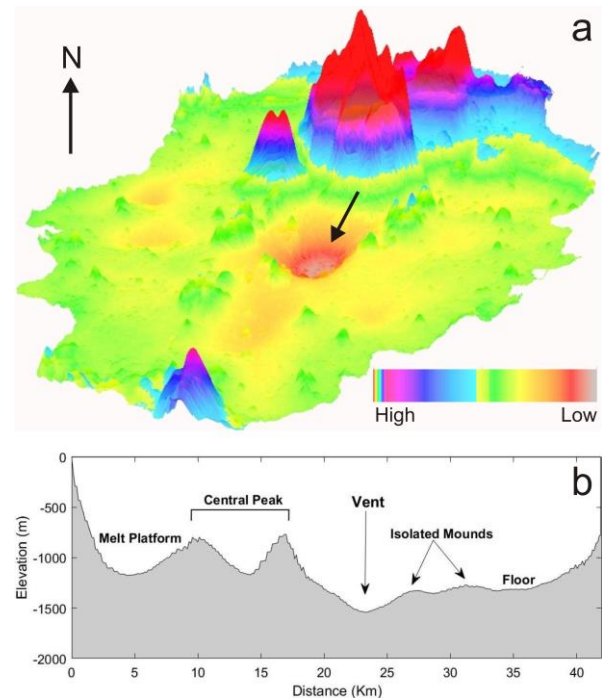 a
N
High Low
b
0
-500
-1000
-1500
-2000
Elevation (m)
Melt Platform
Central Peak
Vent
Isolated Mounds
Floor
0 5 10 15 20 25 30 35 40
Distance (Km)